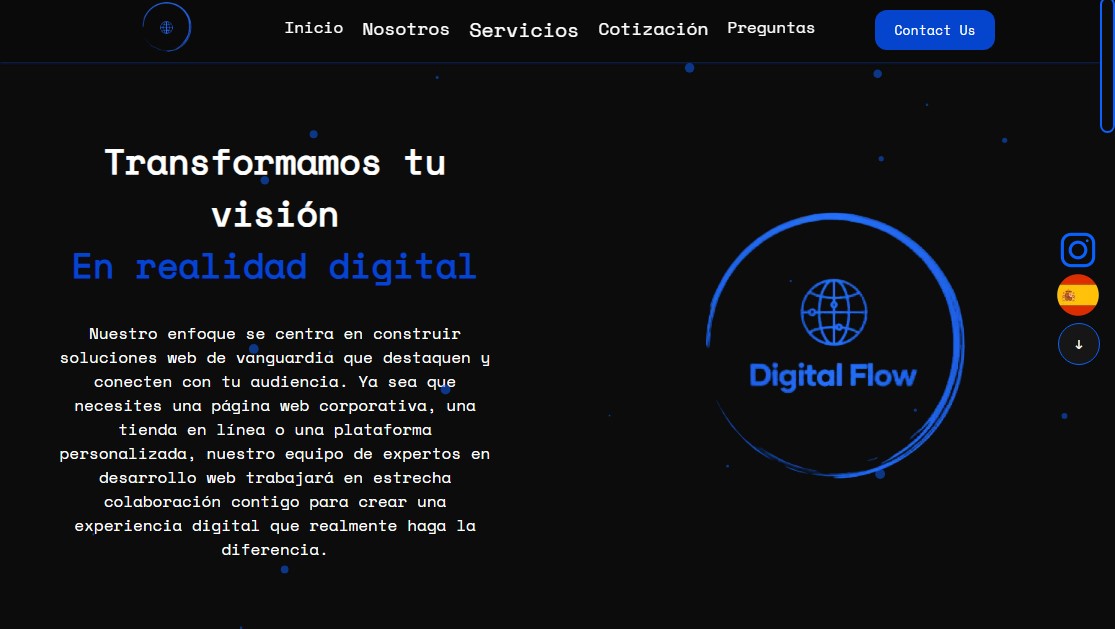 Inicio Nosotros Servicios Cotización Preguntas Contact Us
Transformamos tu
visión
En realidad digital
Nuestro enfoque se centra en construir
soluciones web de vanguardia que destaquen y
conecten con tu audiencia. Ya sea que
necesites una página web corporativa, una
tienda en línea o una plataforma
personalizada, nuestro equipo de expertos en
desarrollo web trabajará en estrecha
colaboración contigo para crear una
experiencia digital que realmente haga la
diferencia.
Digital Flow